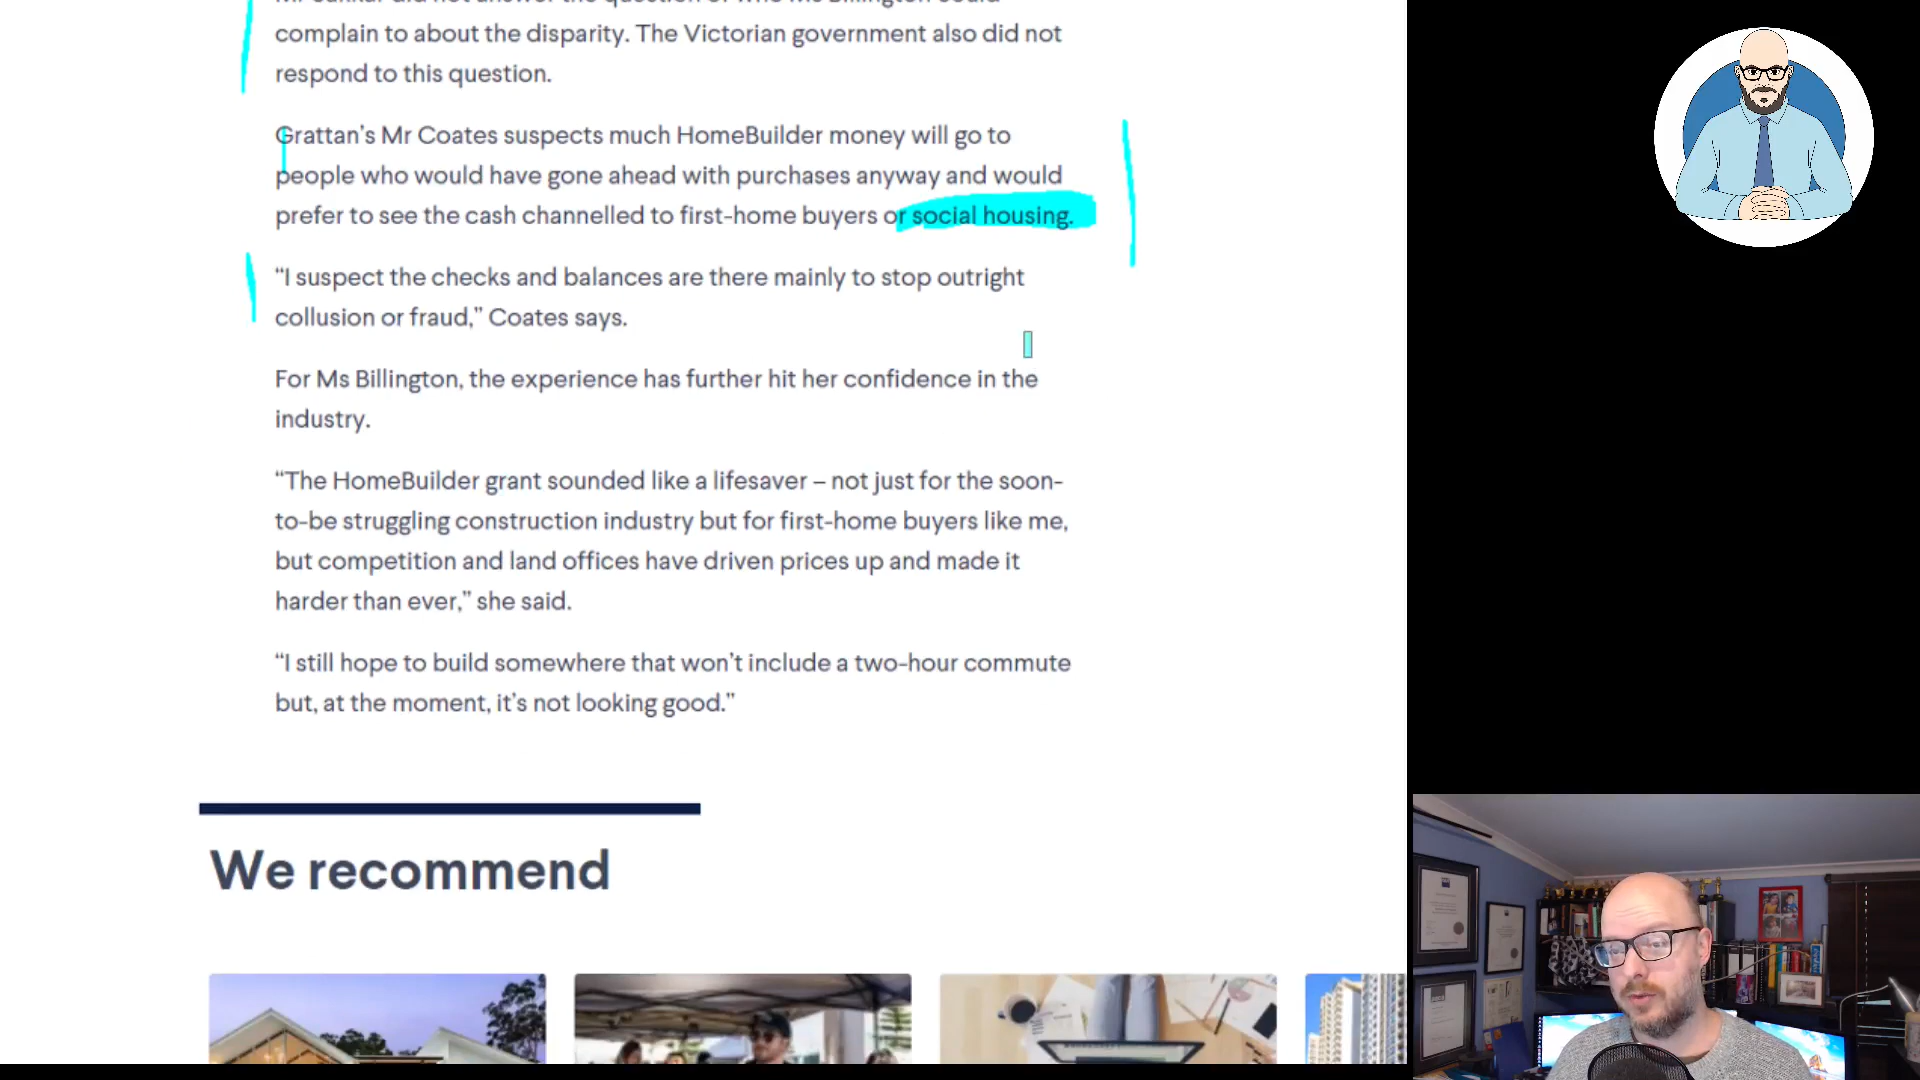 complain to about the disparity. The Victorian government also did not
respond to this question.
Grattan’s Mr Coates suspects much HomeBuilder money will go to
people who would have gone ahead with purchases anyway and would
prefer to see the cash channelled to first-home buyers or social housing.
“I suspect the checks and balances are there mainly to stop outright
collusion or fraud,” Coates says.
For Ms Billington, the experience has further hit her confidence in the
industry.
“The HomeBuilder grant sounded like a lifesaver – not just for the soon-
to-be struggling construction industry but for first-home buyers like me,
but competition and land offices have driven prices up and made it
harder than ever,” she said.
“I still hope to build somewhere that won’t include a two-hour commute
but, at the moment, it’s not looking good.”
We recommend